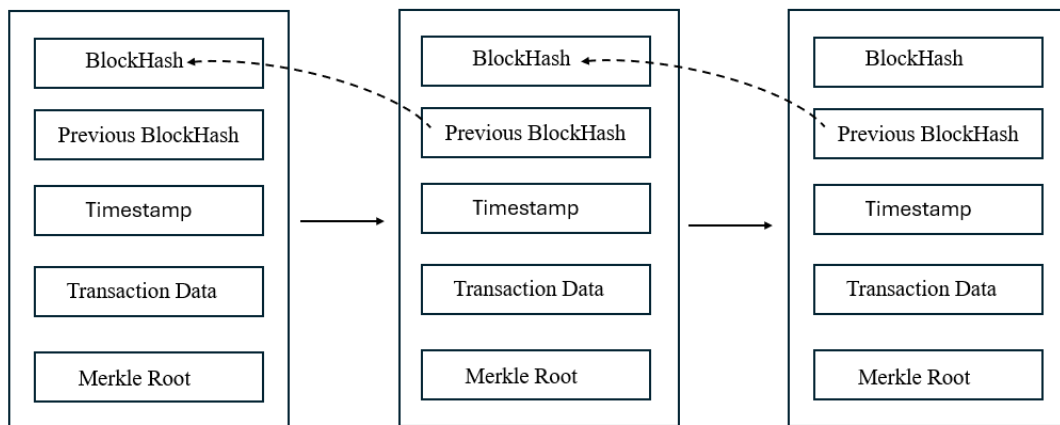 BlockHash
Previous BlockHash
Timestamp
Transaction Data
Merkle Root
BlockHash
Previous BlockHash
Timestamp
Transaction Data
Merkle Root
BlockHash
Previous BlockHash
Timestamp
Transaction Data
Merkle Root